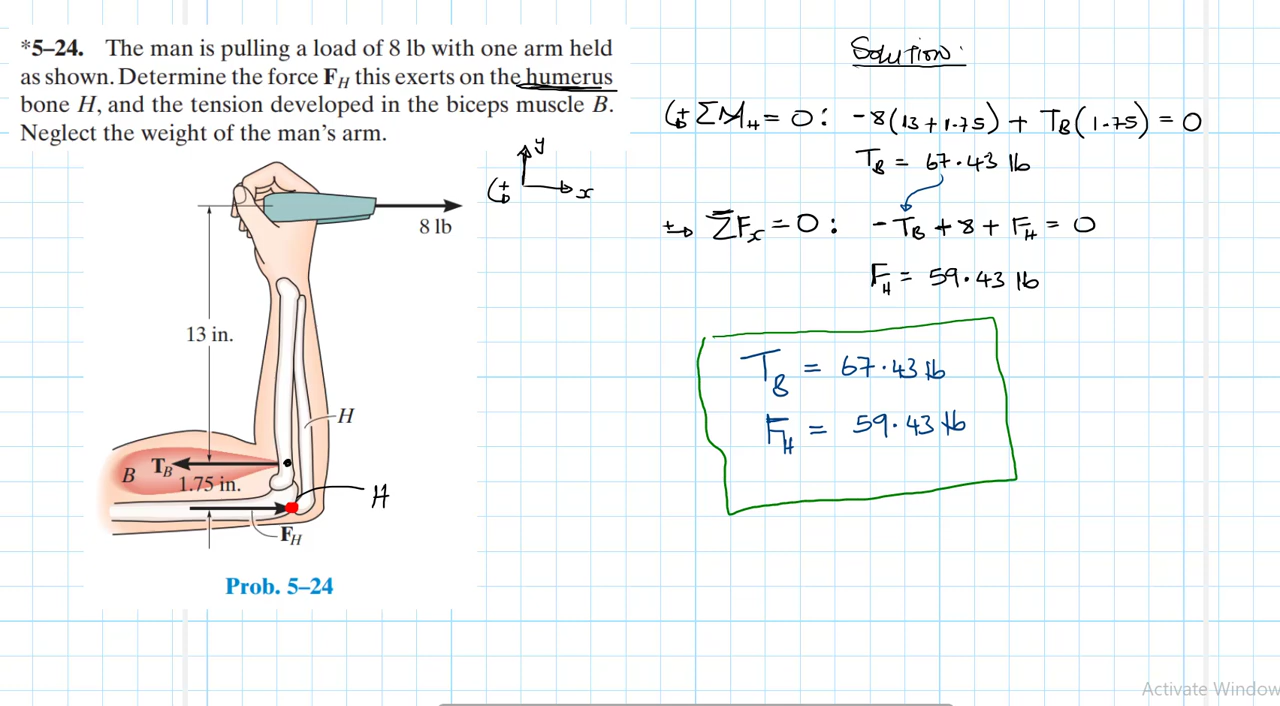 *5–24. The man is pulling a load of 8 lb with one arm held
as shown. Determine the force F_H this exerts on the humerus
bone H, and the tension developed in the biceps muscle B.
Neglect the weight of the man's arm.
y
+
x
8 lb
13 in.
H
B
T_B
1.75 in.
H
F_H
Prob. 5–24
Solution:
+ ΣM_H = 0 : -8(13+1.75) + T_B(1.75) = 0
T_B = 67.43 lb
+→ ΣF_x = 0 : -T_B + 8 + F_H = 0
F_H = 59.43 lb
T_B = 67.43 lb
F_H = 59.43 lb
Activate Window